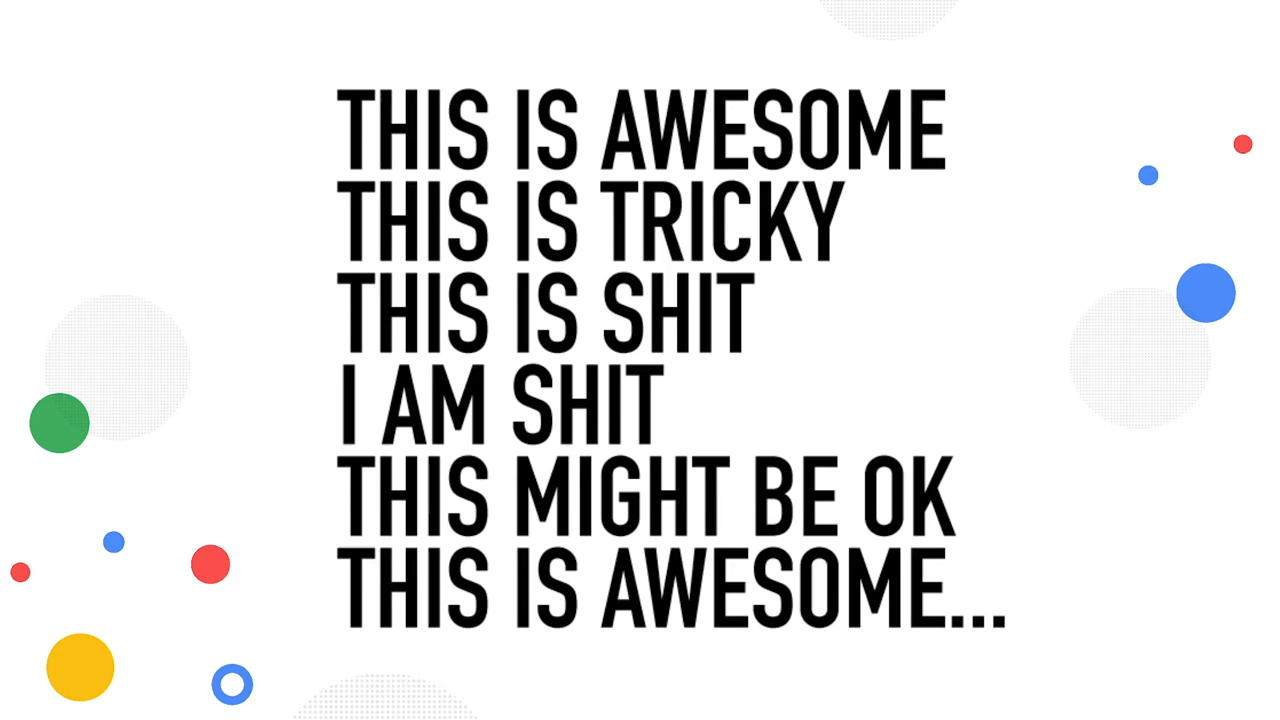 THIS IS AWESOME
THIS IS TRICKY
THIS IS SHIT
I AM SHIT
THIS MIGHT BE OK
THIS IS AWESOME...